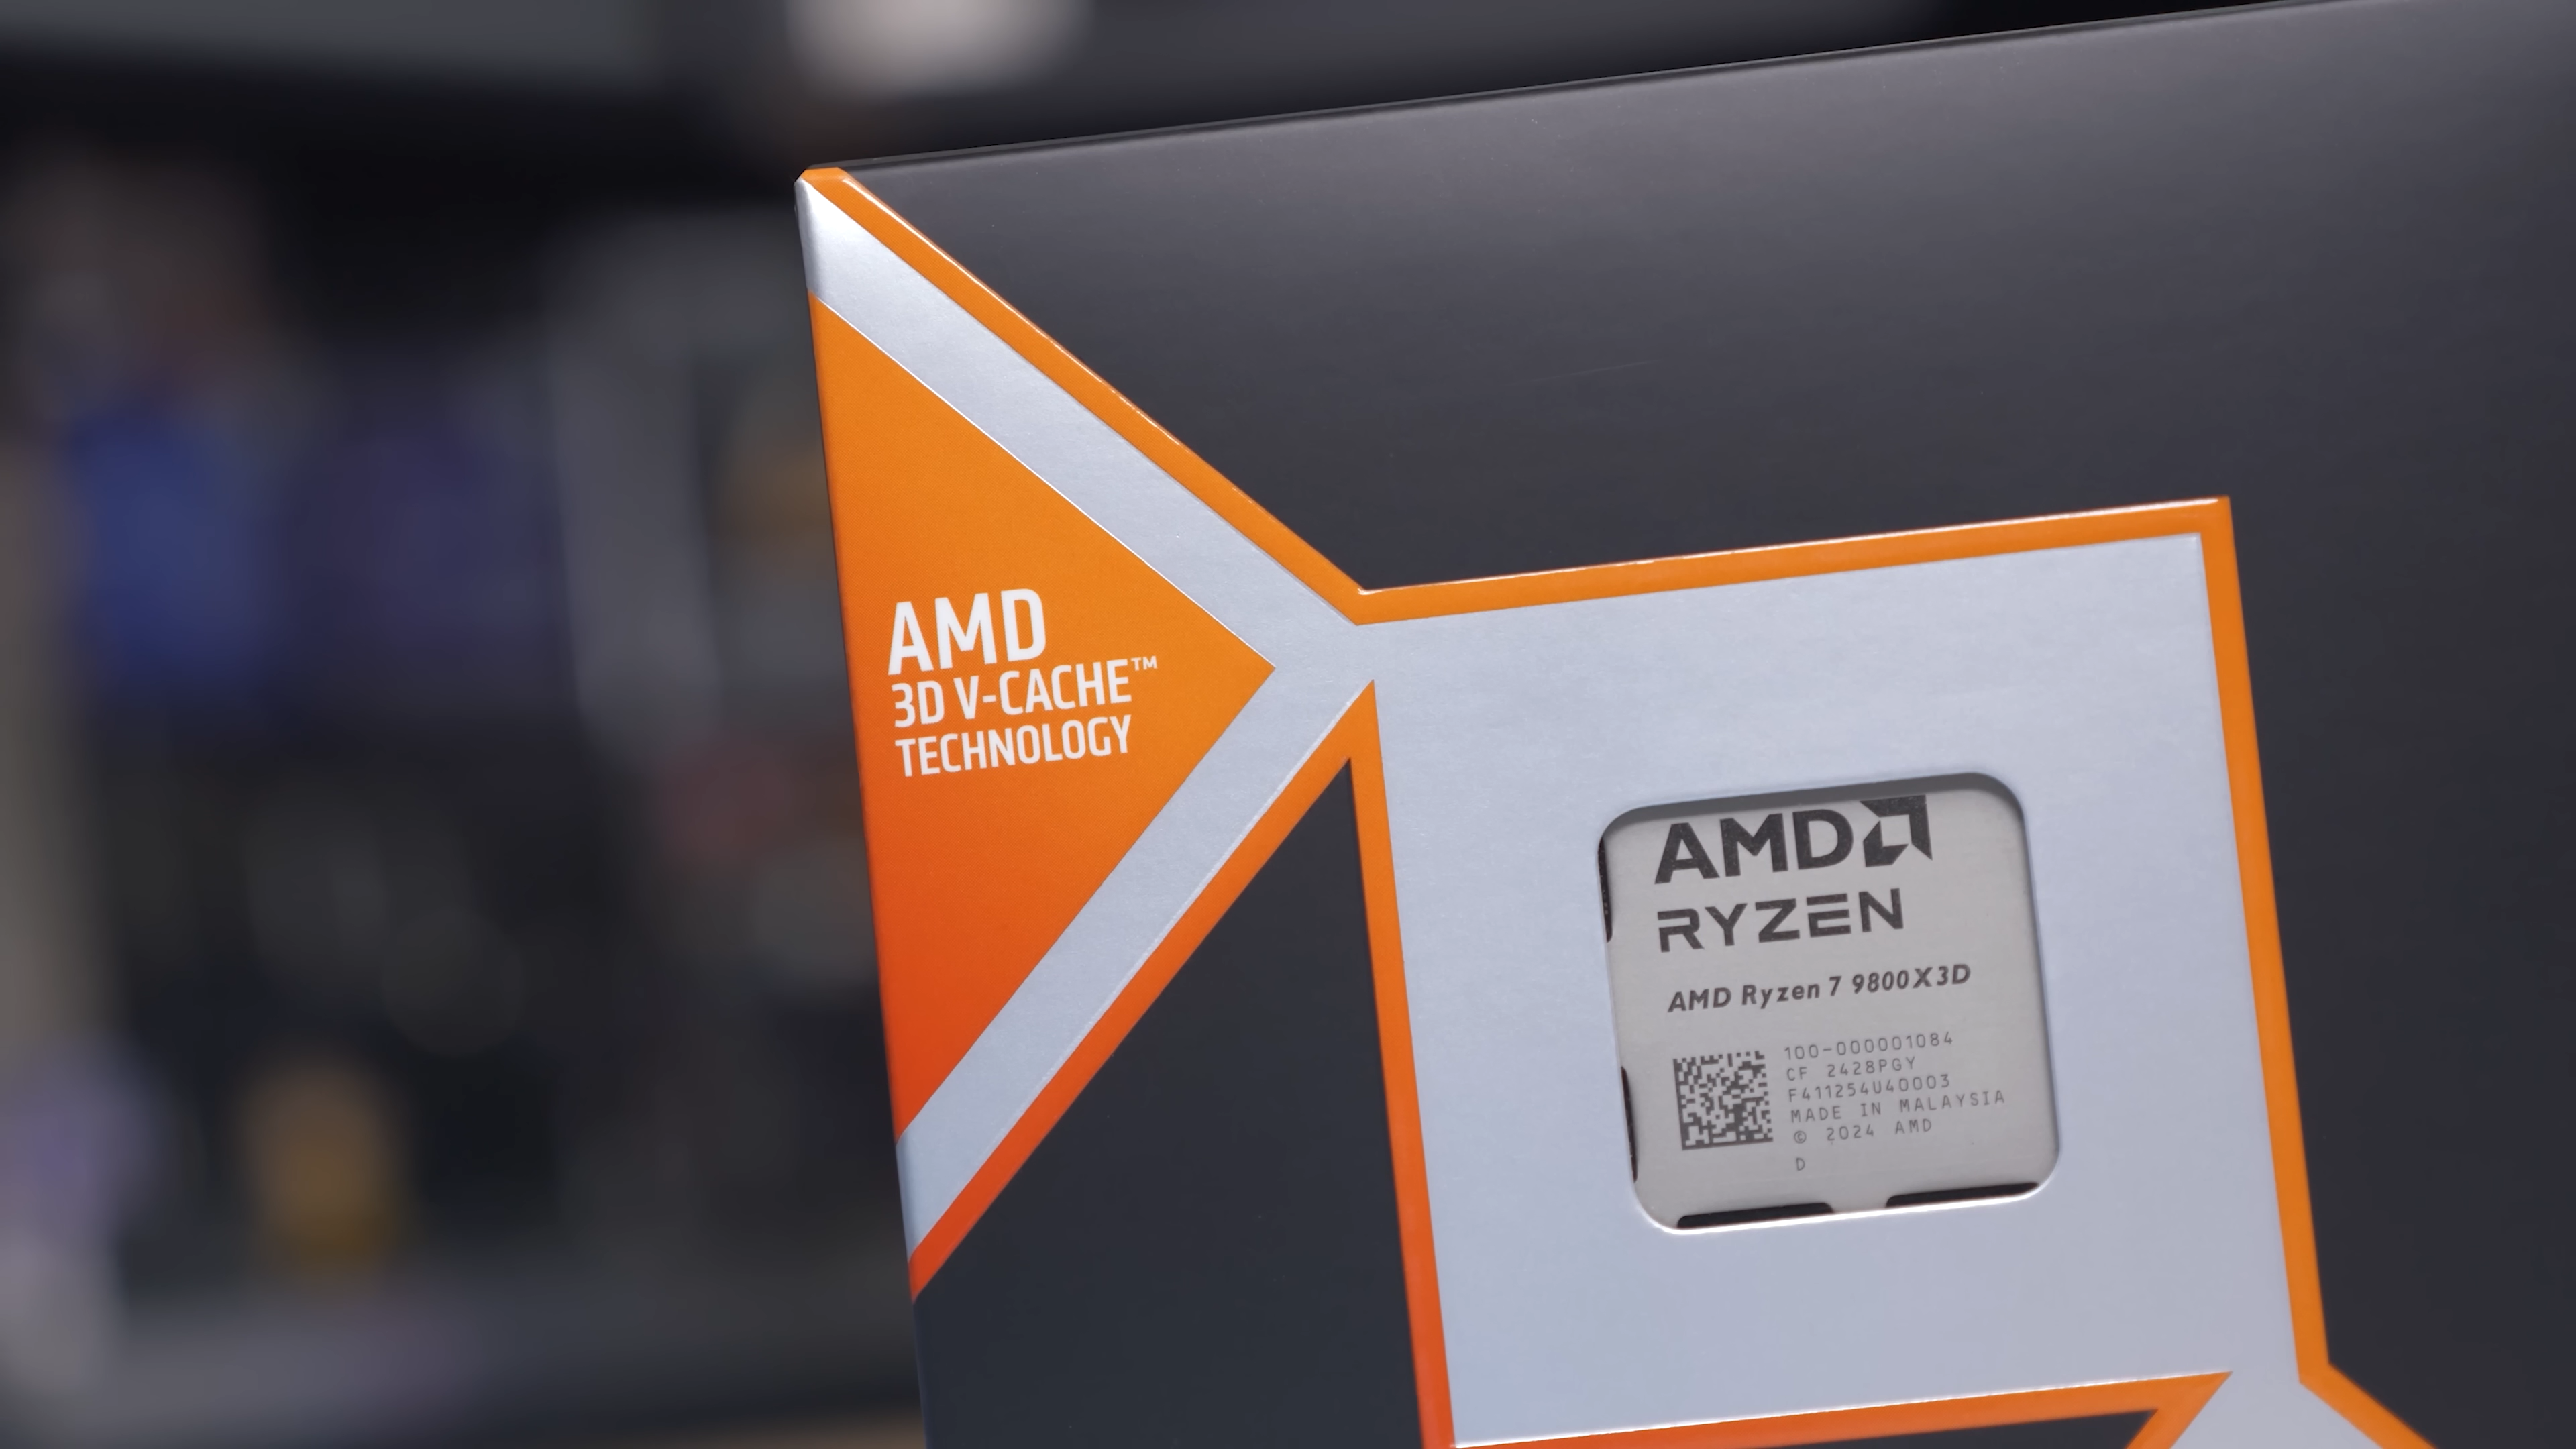 AMD
3D V-CACHE™
TECHNOLOGY
AMD
RYZEN
AMD Ryzen 7 9800X3D
100-000001084
CF 2428PGY
F411254U40003
MADE IN MALAYSIA
© 2024 AMD
D